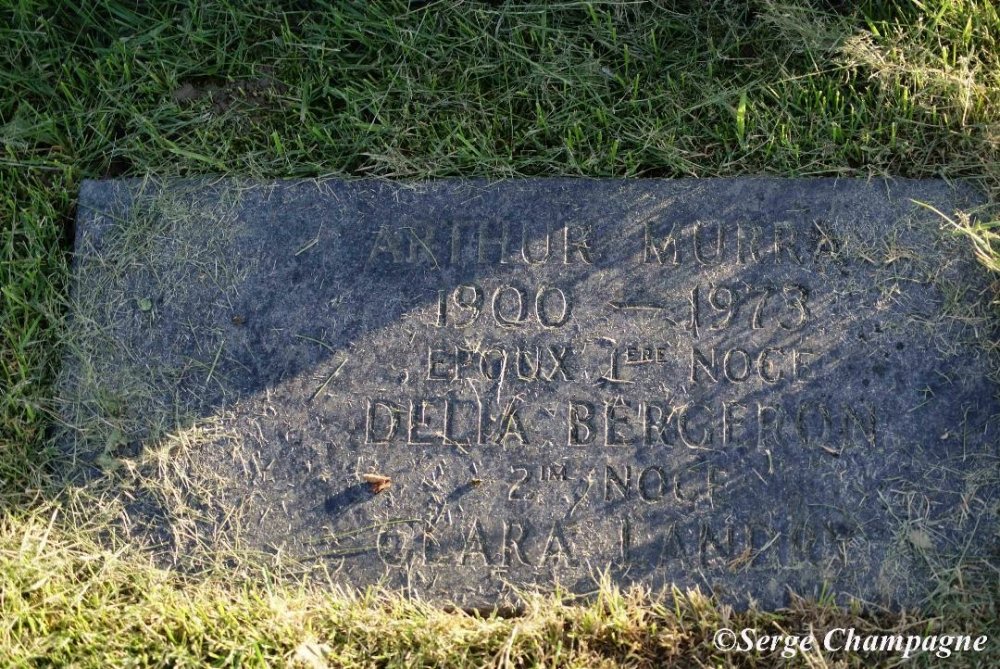 ARTHUR MURRAY
1900 — 1973
EPOUX 1ERE NOCE
DELIA BERGERON
2IM NOCE
CLARA LANDRY
©Serge Champagne